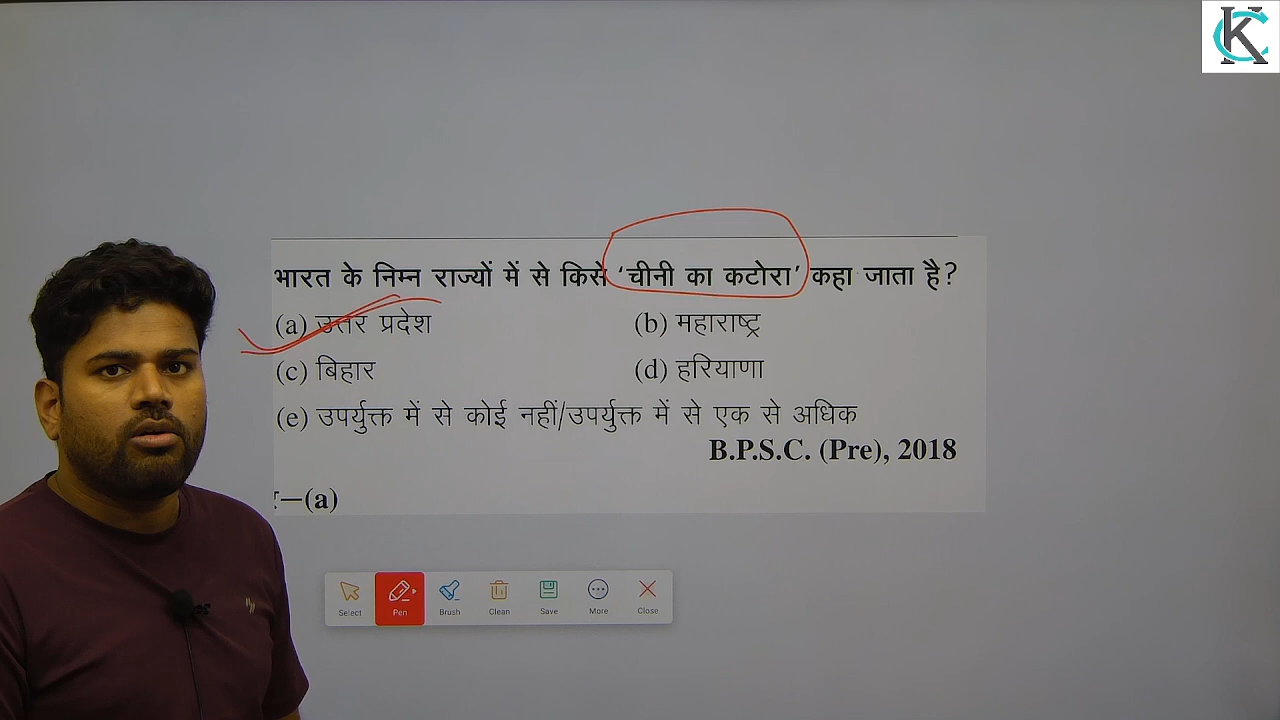 KC
भारत के निम्न राज्यों में से किसे 'चीनी का कटोरा' कहा जाता है?
(a) उत्तर प्रदेश (b) महाराष्ट्र
(c) बिहार (d) हरियाणा
(e) उपर्युक्त में से कोई नहीं/उपर्युक्त में से एक से अधिक
B.P.S.C. (Pre), 2018
—(a)
Select Pen Brush Clean Save More Close